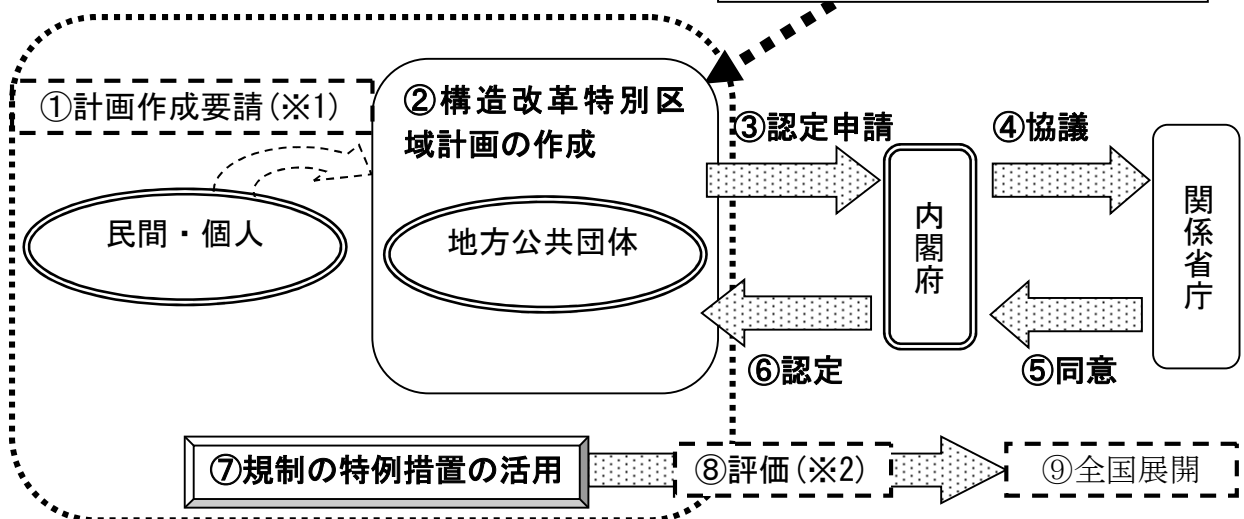 ①計画作成要請(※1)
②構造改革特別区
域計画の作成
③認定申請
④協議
民間・個人
地方公共団体
内閣府
関係省庁
⑥認定
⑤同意
⑦規制の特例措置の活用
⑧評価(※2)
⑨全国展開